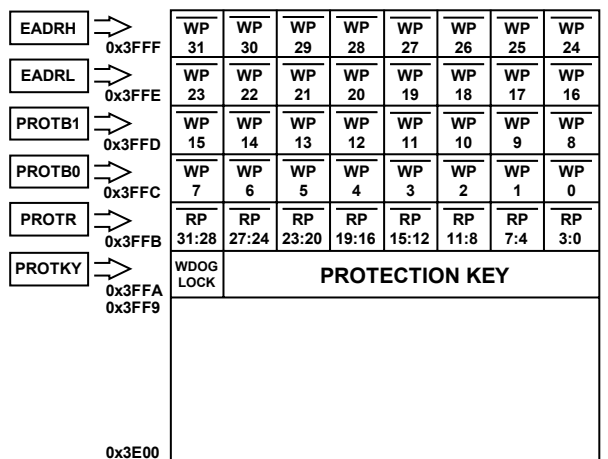 EADRH 0x3FFF WP 31 WP 30 WP 29 WP 28 WP 27 WP 26 WP 25 WP 24
EADRL 0x3FFE WP 23 WP 22 WP 21 WP 20 WP 19 WP 18 WP 17 WP 16
PROTB1 0x3FFD WP 15 WP 14 WP 13 WP 12 WP 11 WP 10 WP 9 WP 8
PROTB0 0x3FFC WP 7 WP 6 WP 5 WP 4 WP 3 WP 2 WP 1 WP 0
PROTR 0x3FFB RP 31:28 RP 27:24 RP 23:20 RP 19:16 RP 15:12 RP 11:8 RP 7:4 RP 3:0
PROTKY 0x3FFA WDOG LOCK PROTECTION KEY
0x3FF9
0x3E00